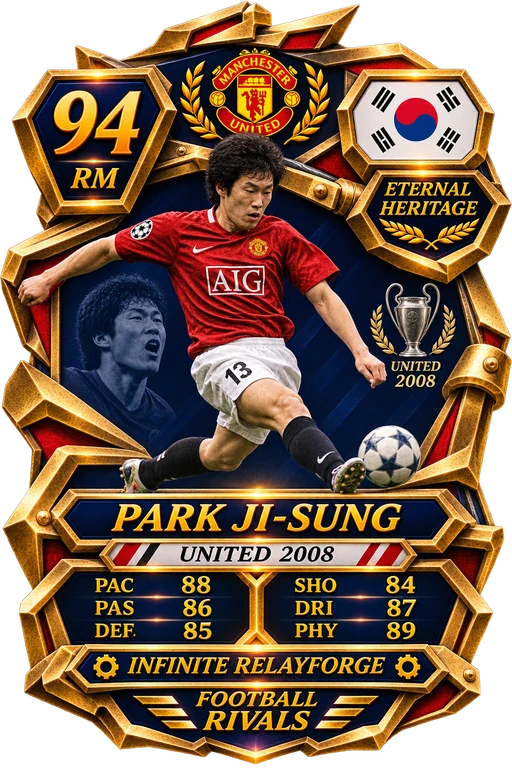 94
RM
MANCHESTER
UNITED
ETERNAL
HERITAGE
AIG
13
UNITED
2008
PARK JI-SUNG
UNITED 2008
PAC 88
SHO 84
PAS 86
DRI 87
DEF. 85
PHY 89
INFINITE RELAYFORGE
FOOTBALL
RIVALS